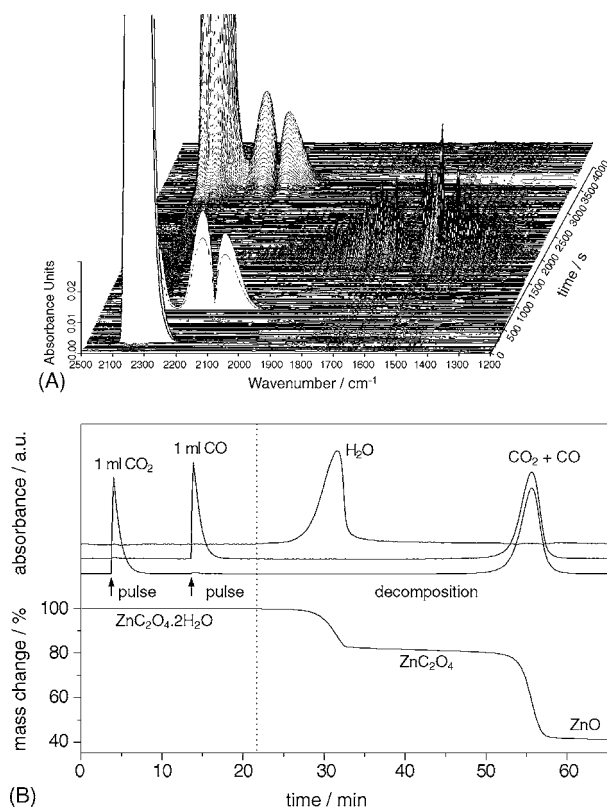 0.02
0.01
0.00
Absorbance Units
2500 2400 2300 2200 2100 2000 1900 1800 1700 1600 1500 1400 1300 1200
Wavenumber / cm⁻¹
0 500 1000 1500 2000 2500 3000 3500 4000
time / s
(A)
absorbance / a.u.
1 ml CO₂
1 ml CO
H₂O
CO₂ + CO
pulse
pulse
decomposition
mass change / %
100
80
60
40
ZnC₂O₄.2H₂O
ZnC₂O₄
ZnO
0 10 20 30 40 50 60
time / min
(B)